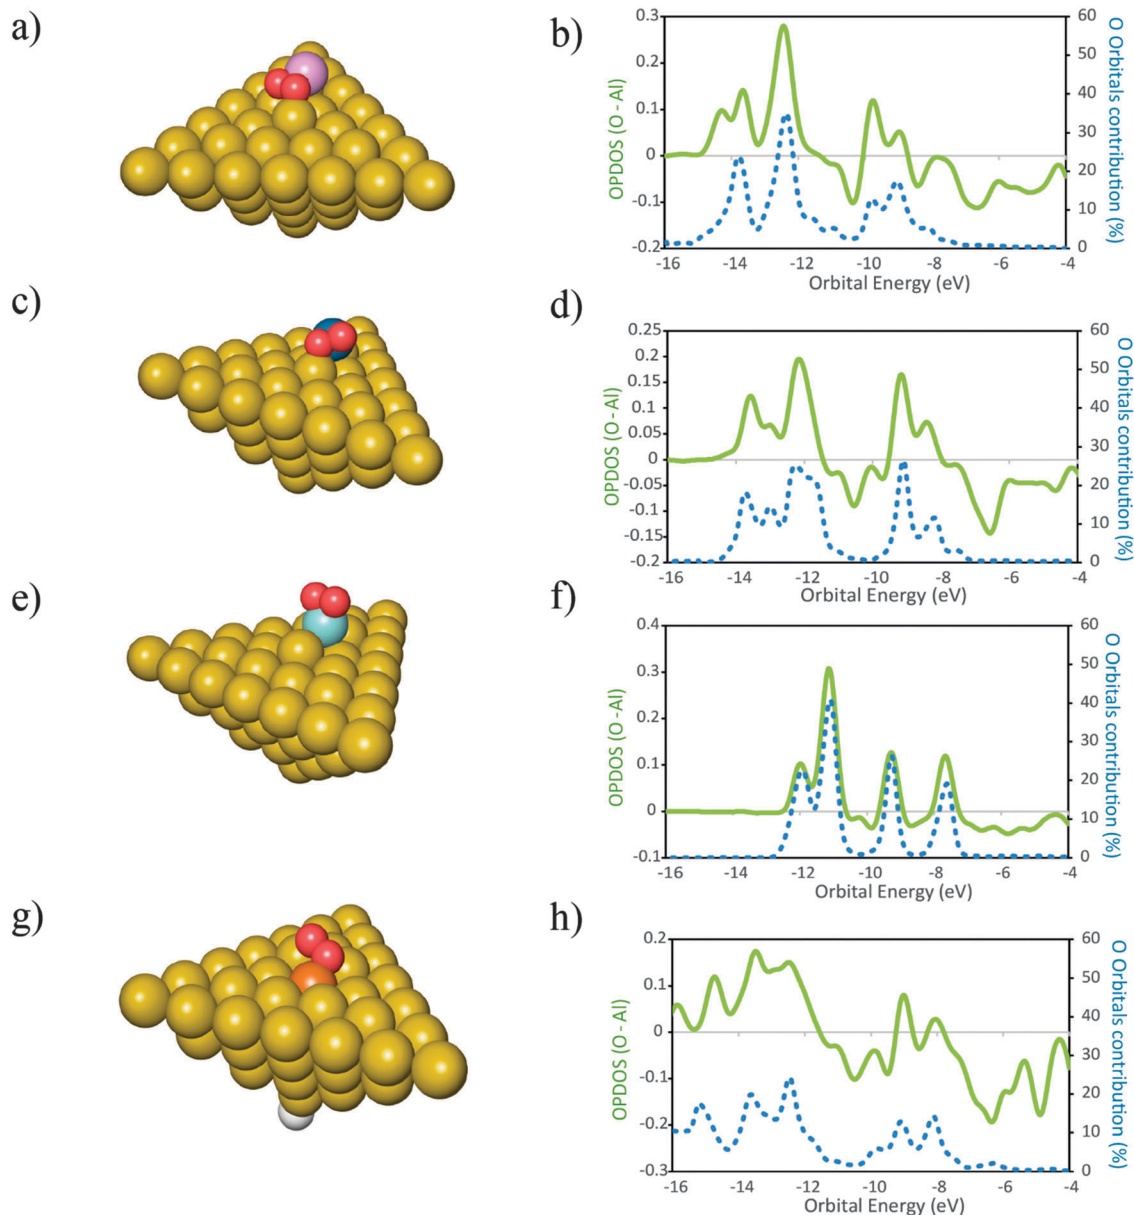 a)
b)
0.3
0.2
0.1
0
-0.1
-0.2
OPDOS (O - Al)
60
50
40
30
20
10
0
O Orbitals contribution (%)
-16 -14 -12 -10 -8 -6 -4
Orbital Energy (eV)
c)
d)
0.25
0.2
0.15
0.1
0.05
0
-0.05
-0.1
-0.15
-0.2
OPDOS (O - Al)
60
50
40
30
20
10
0
O Orbitals contribution (%)
-16 -14 -12 -10 -8 -6 -4
Orbital Energy (eV)
e)
f)
0.4
0.3
0.2
0.1
0
-0.1
OPDOS (O - Al)
60
50
40
30
20
10
0
O Orbitals contribution (%)
-16 -14 -12 -10 -8 -6 -4
Orbital Energy (eV)
g)
h)
0.2
0.1
0
-0.1
-0.2
-0.3
OPDOS (O - Al)
60
50
40
30
20
10
0
O Orbitals contribution (%)
-16 -14 -12 -10 -8 -6 -4
Orbital Energy (eV)